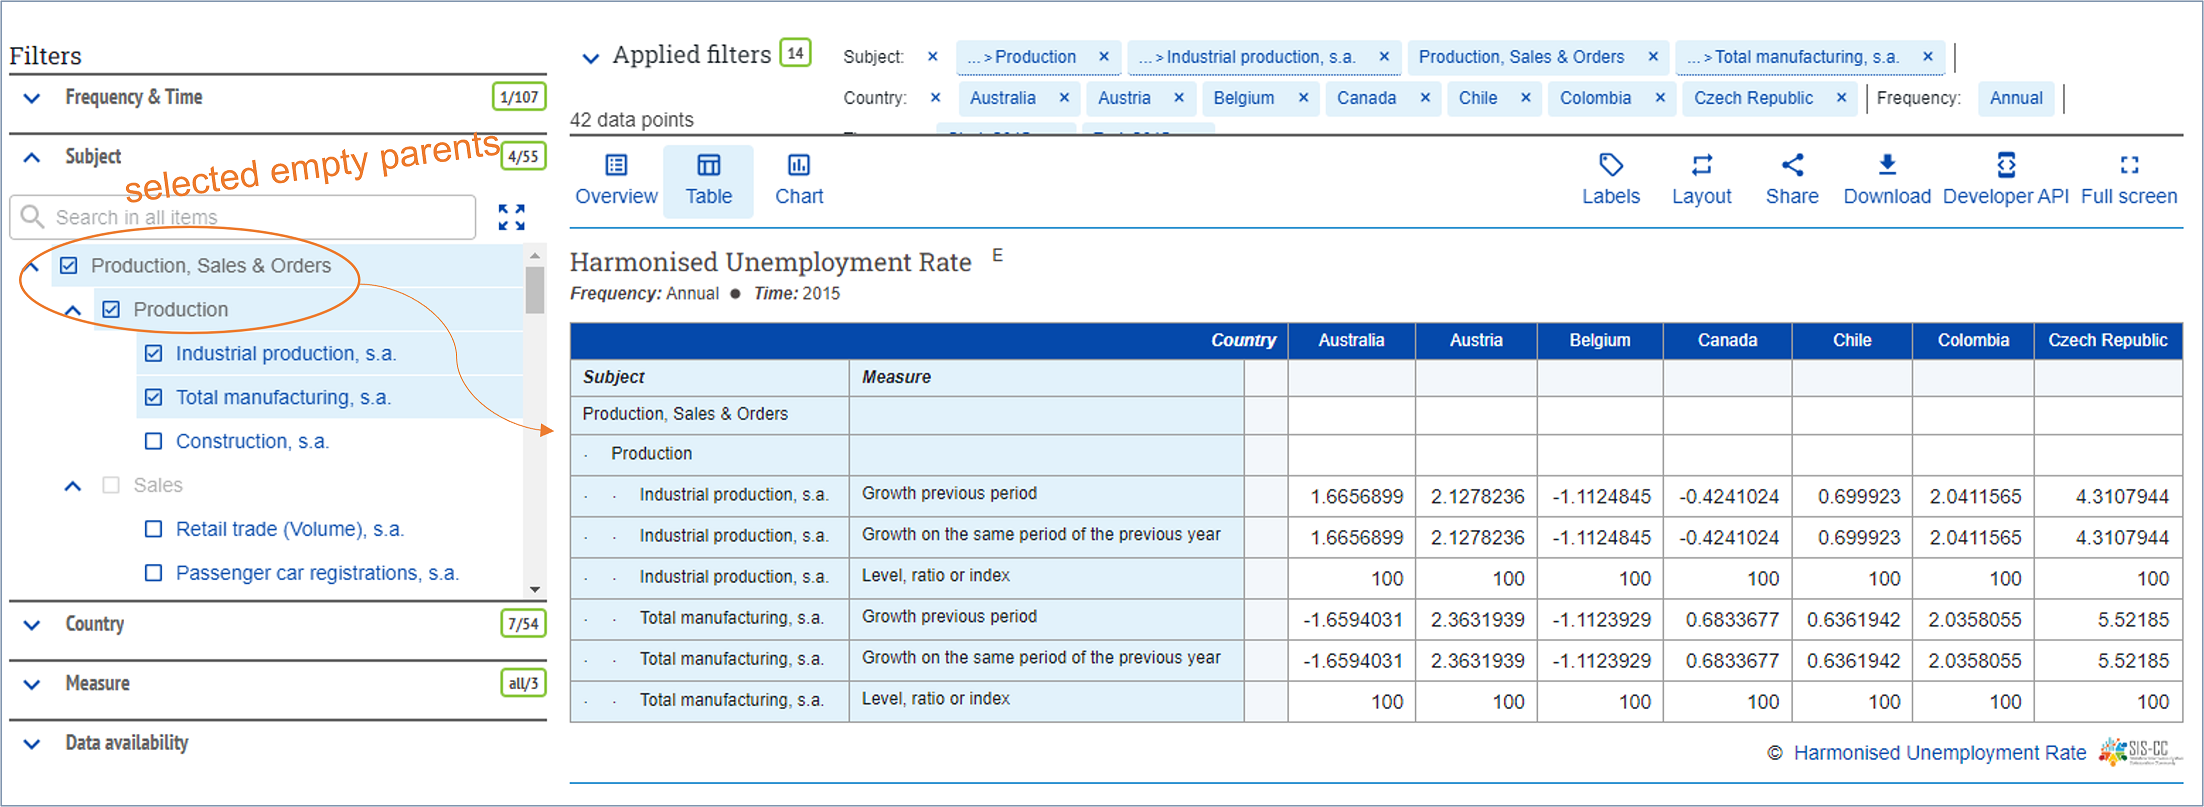 Filters
Frequency & Time 1/107
Subject 4/55
selected empty parents
Search in all items
Production, Sales & Orders
Production
Industrial production, s.a.
Total manufacturing, s.a.
Construction, s.a.
Sales
Retail trade (Volume), s.a.
Passenger car registrations, s.a.
Country 7/54
Measure all/3
Data availability
Applied filters 14 Subject: × ... > Production × ... > Industrial production, s.a. × Production, Sales & Orders × ... > Total manufacturing, s.a. ×
Country: × Australia × Austria × Belgium × Canada × Chile × Colombia × Czech Republic × Frequency: Annual
42 data points
Overview Table Chart Labels Layout Share Download Developer API Full screen
Harmonised Unemployment Rate E
Frequency: Annual ● Time: 2015
Country Australia Austria Belgium Canada Chile Colombia Czech Republic
Subject Measure
Production, Sales & Orders
· Production
· · Industrial production, s.a. Growth previous period 1.6656899 2.1278236 -1.1124845 -0.4241024 0.699923 2.0411565 4.3107944
· · Industrial production, s.a. Growth on the same period of the previous year 1.6656899 2.1278236 -1.1124845 -0.4241024 0.699923 2.0411565 4.3107944
· · Industrial production, s.a. Level, ratio or index 100 100 100 100 100 100 100
· · Total manufacturing, s.a. Growth previous period -1.6594031 2.3631939 -1.1123929 0.6833677 0.6361942 2.0358055 5.52185
· · Total manufacturing, s.a. Growth on the same period of the previous year -1.6594031 2.3631939 -1.1123929 0.6833677 0.6361942 2.0358055 5.52185
· · Total manufacturing, s.a. Level, ratio or index 100 100 100 100 100 100 100
© Harmonised Unemployment Rate SIS-CC